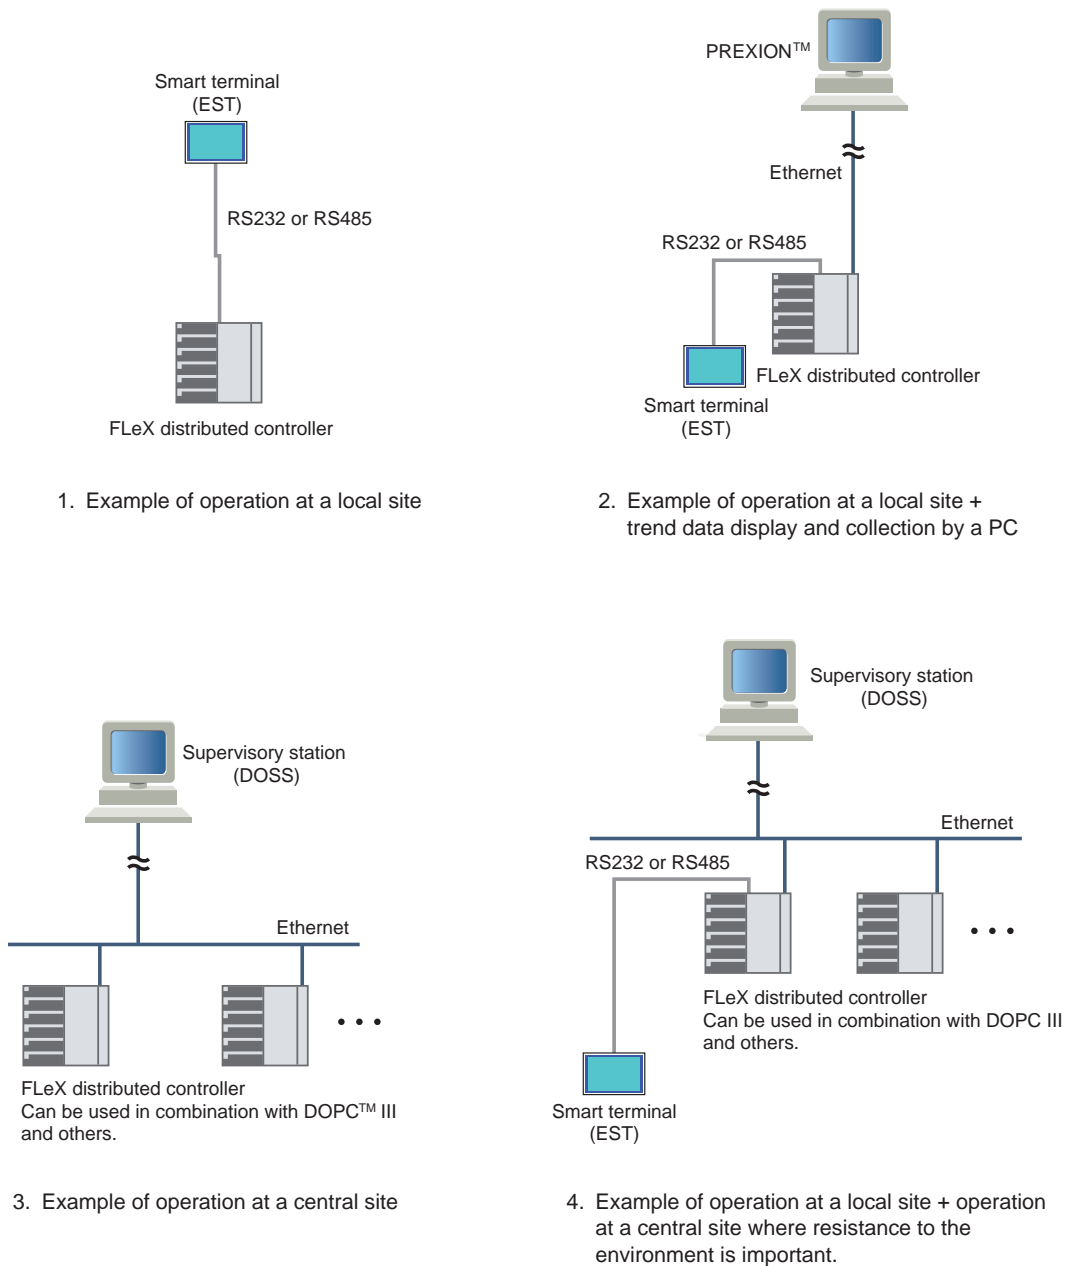 Smart terminal
(EST)
RS232 or RS485
FLeX distributed controller
1. Example of operation at a local site
PREXION™
Ethernet
RS232 or RS485
FLeX distributed controller
Smart terminal
(EST)
2. Example of operation at a local site +
trend data display and collection by a PC
Supervisory station
(DOSS)
Ethernet
• • •
FLeX distributed controller
Can be used in combination with DOPC™ III
and others.
3. Example of operation at a central site
Supervisory station
(DOSS)
Ethernet
RS232 or RS485
• • •
FLeX distributed controller
Can be used in combination with DOPC III
and others.
Smart terminal
(EST)
4. Example of operation at a local site + operation
at a central site where resistance to the
environment is important.